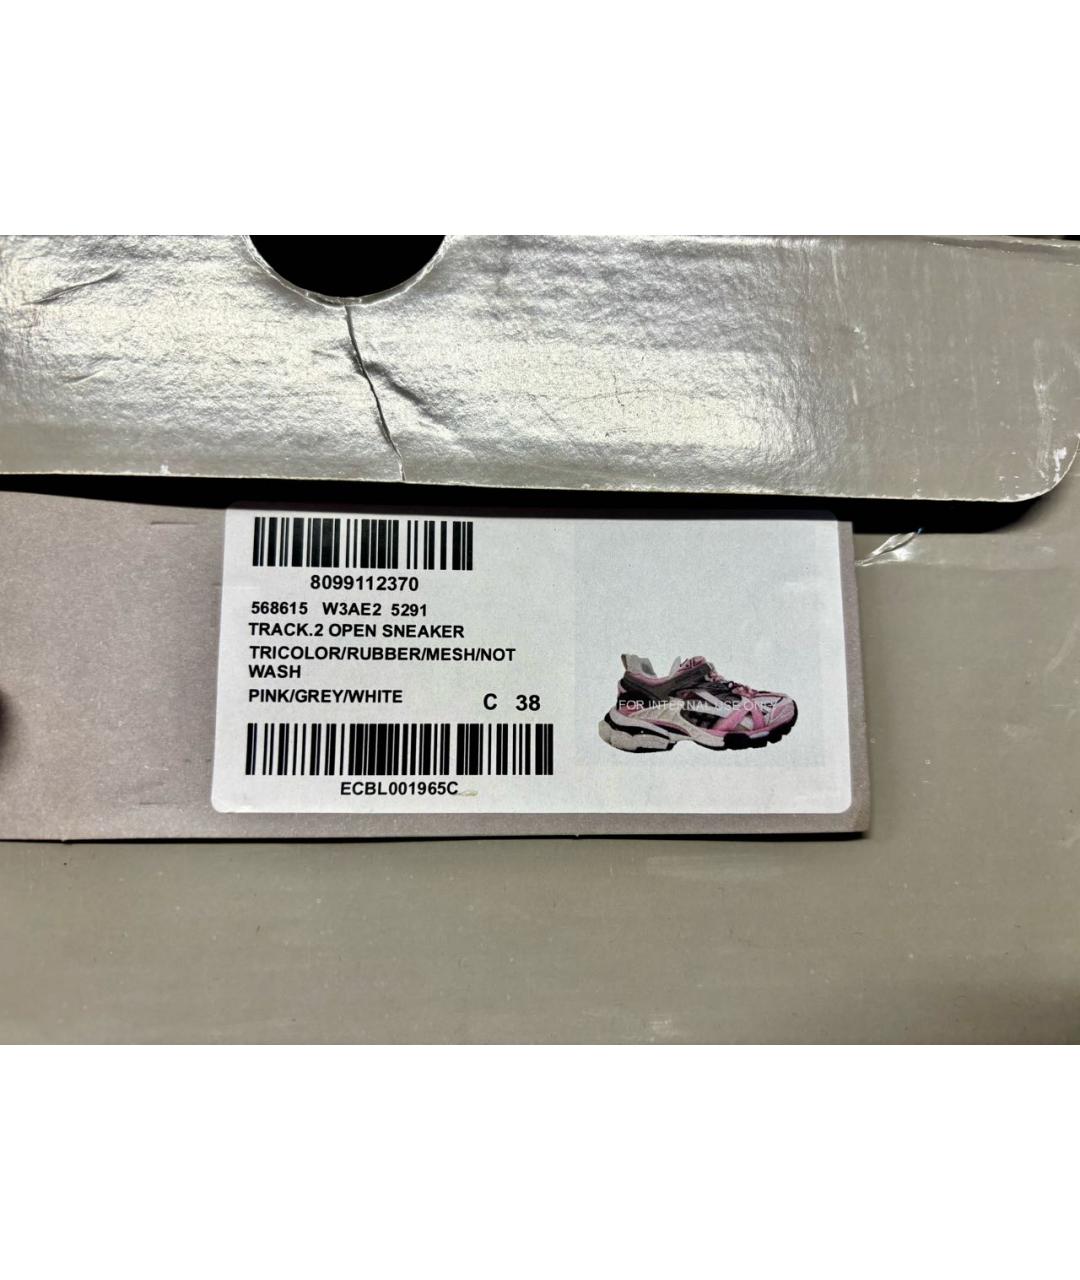 8099112370
568615 W3AE2 5291
TRACK.2 OPEN SNEAKER
TRICOLOR/RUBBER/MESH/NOT
WASH
PINK/GREY/WHITE C 38
FOR INTERNAL USE ONLY
ECBL001965C